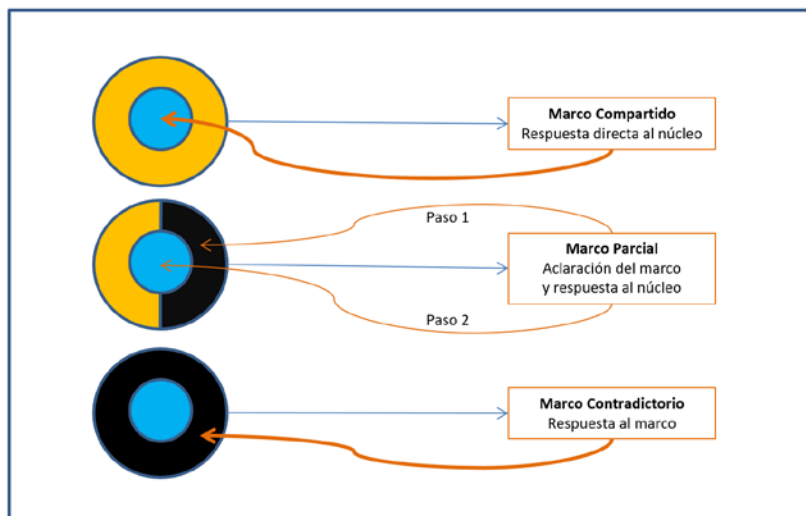 Marco Compartido
Respuesta directa al núcleo
Paso 1
Marco Parcial
Aclaración del marco
y respuesta al núcleo
Paso 2
Marco Contradictorio
Respuesta al marco